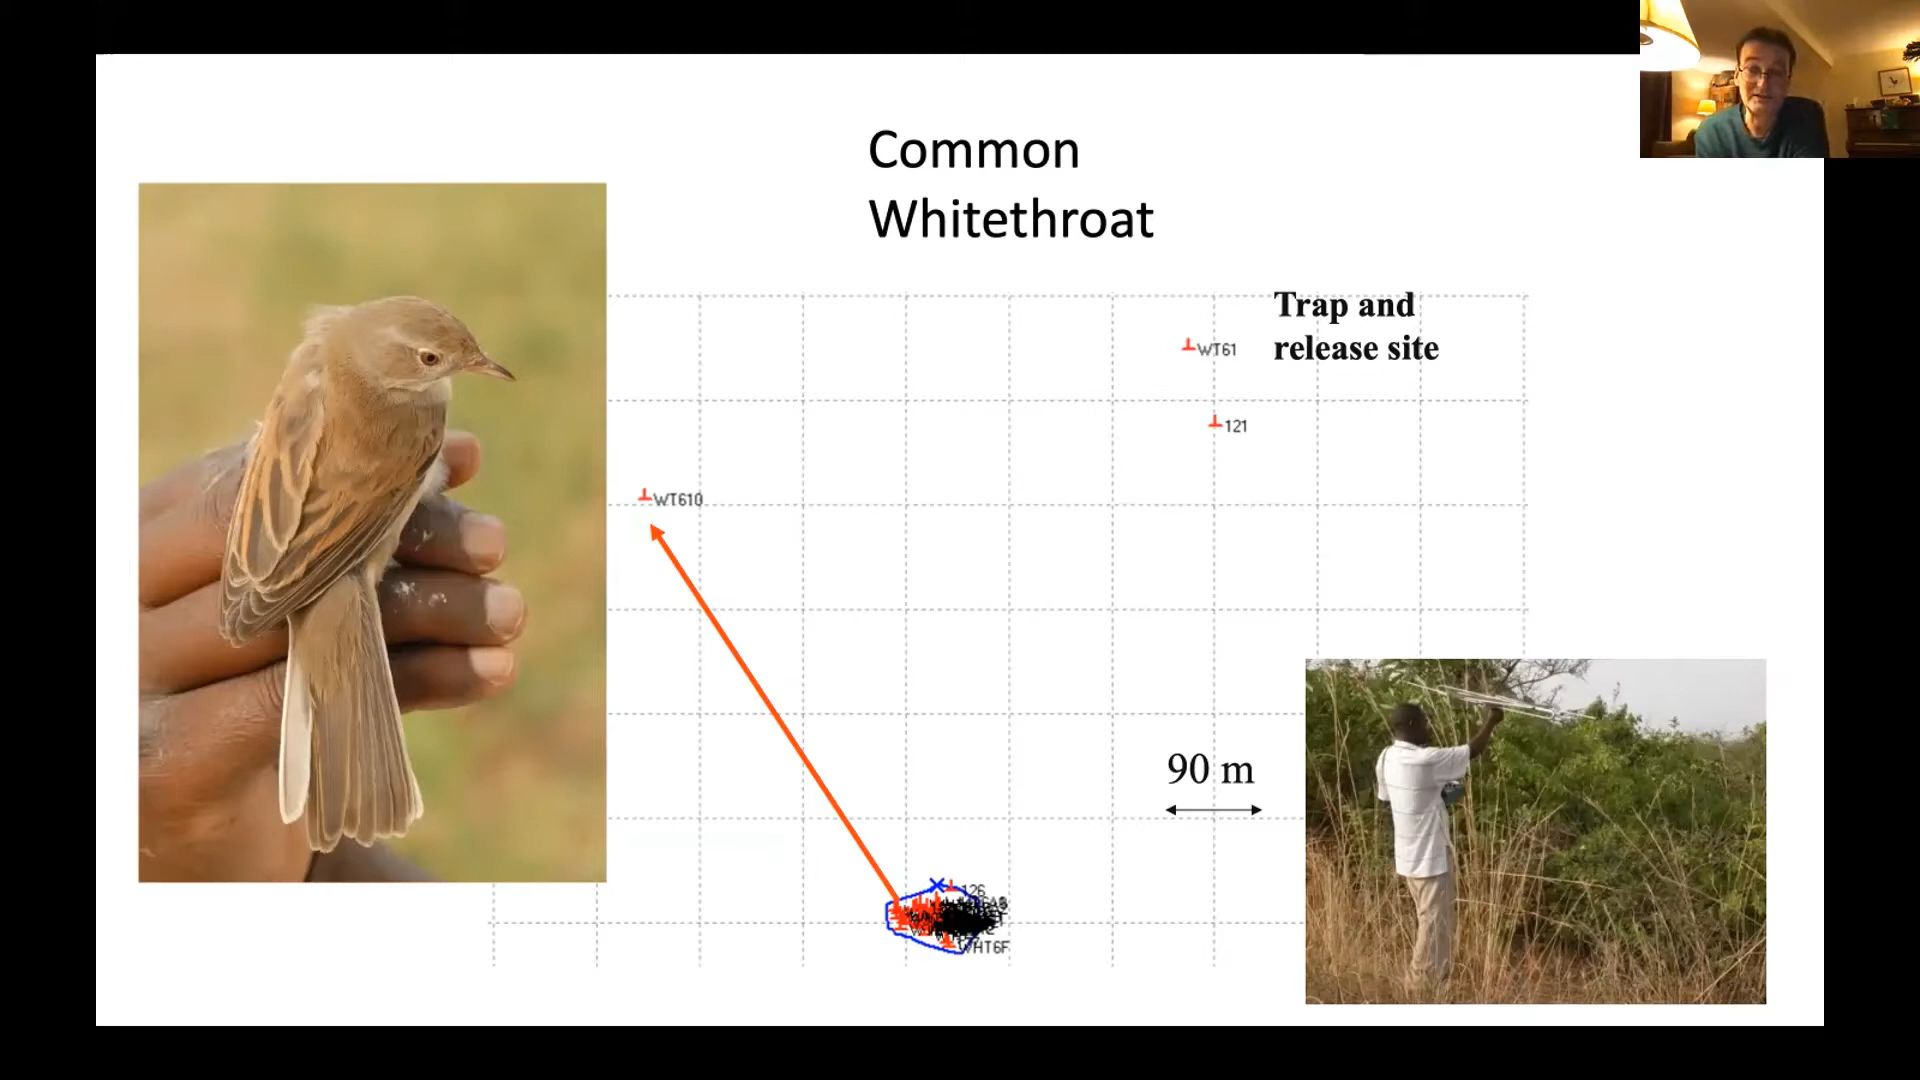 Common
Whitethroat
Trap and
release site
WT61
121
WT610
90 m
126
WHT6F